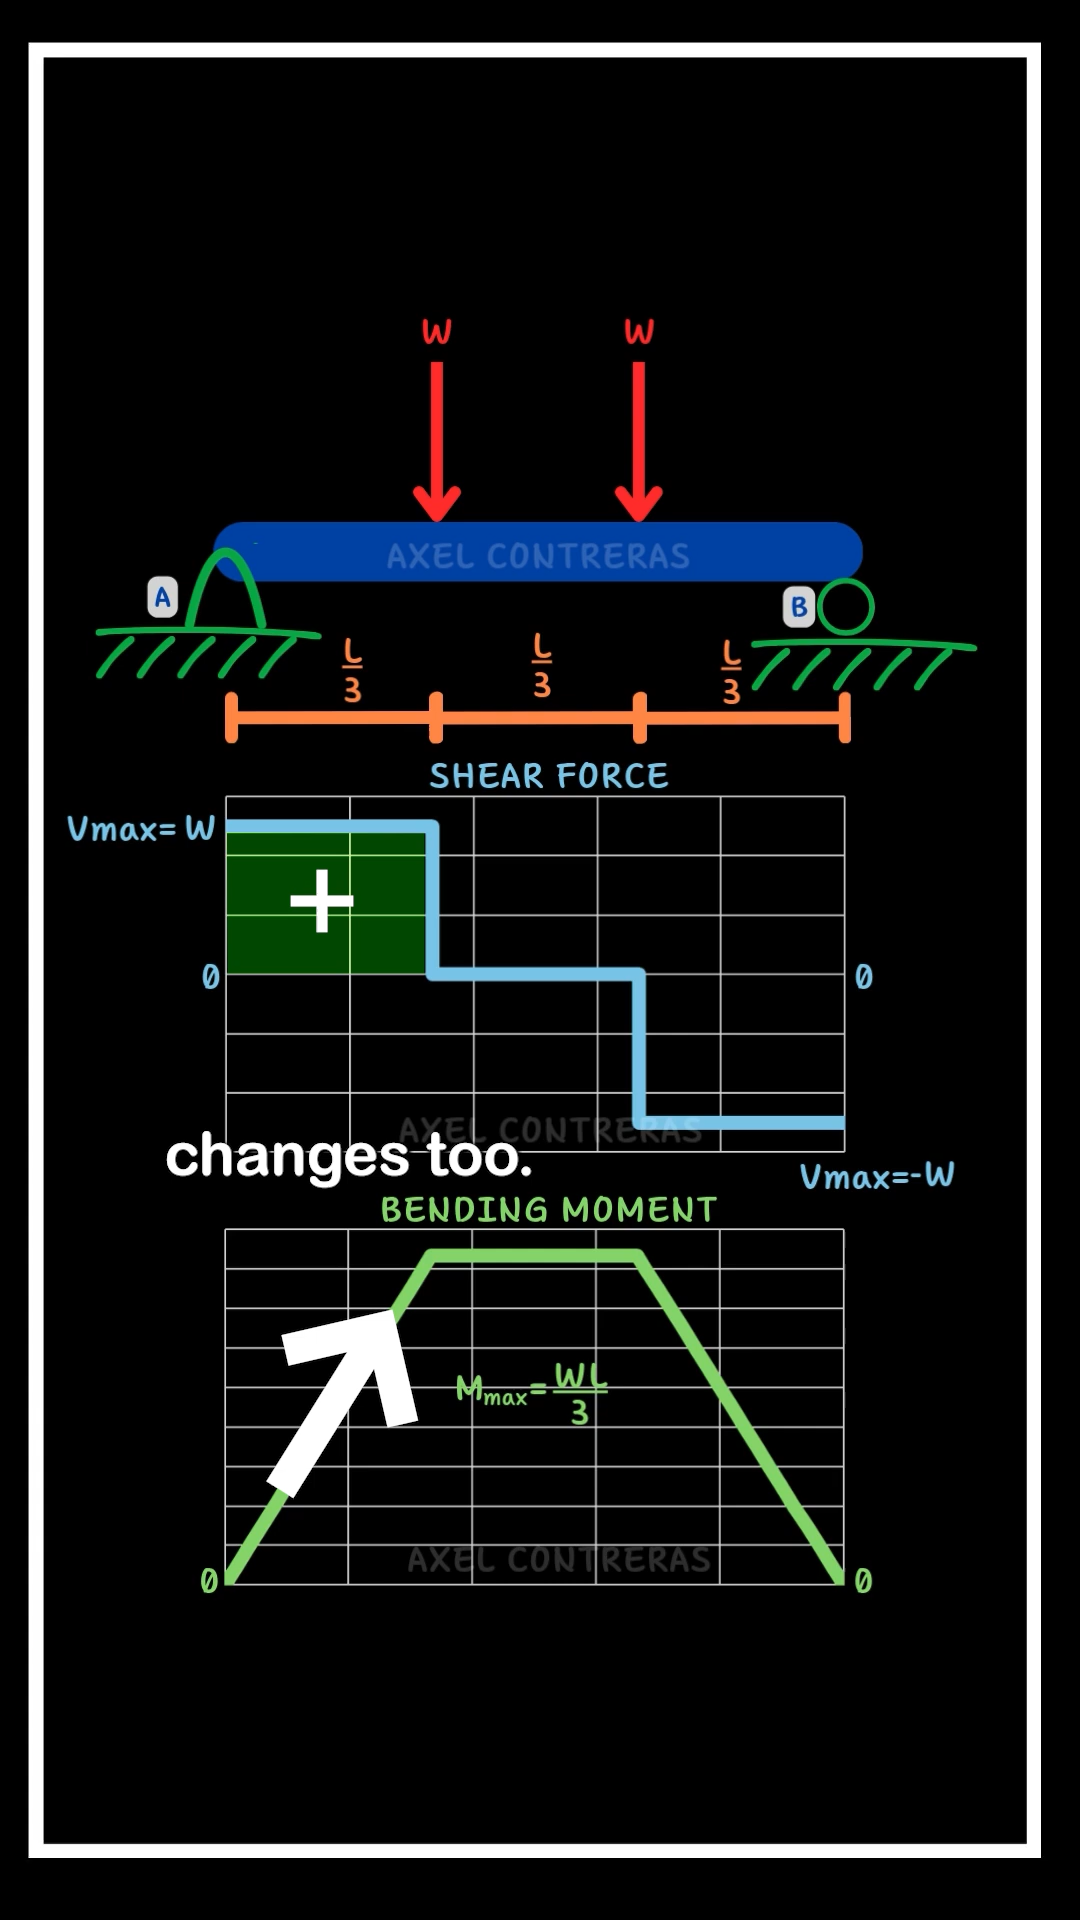 W W
AXEL CONTRERAS
A
B
L/3 L/3 L/3
SHEAR FORCE
Vmax= W
0 0
AXEL CONTRERAS
changes too.
Vmax=-W
BENDING MOMENT
Mmax= WL/3
AXEL CONTRERAS
0 0